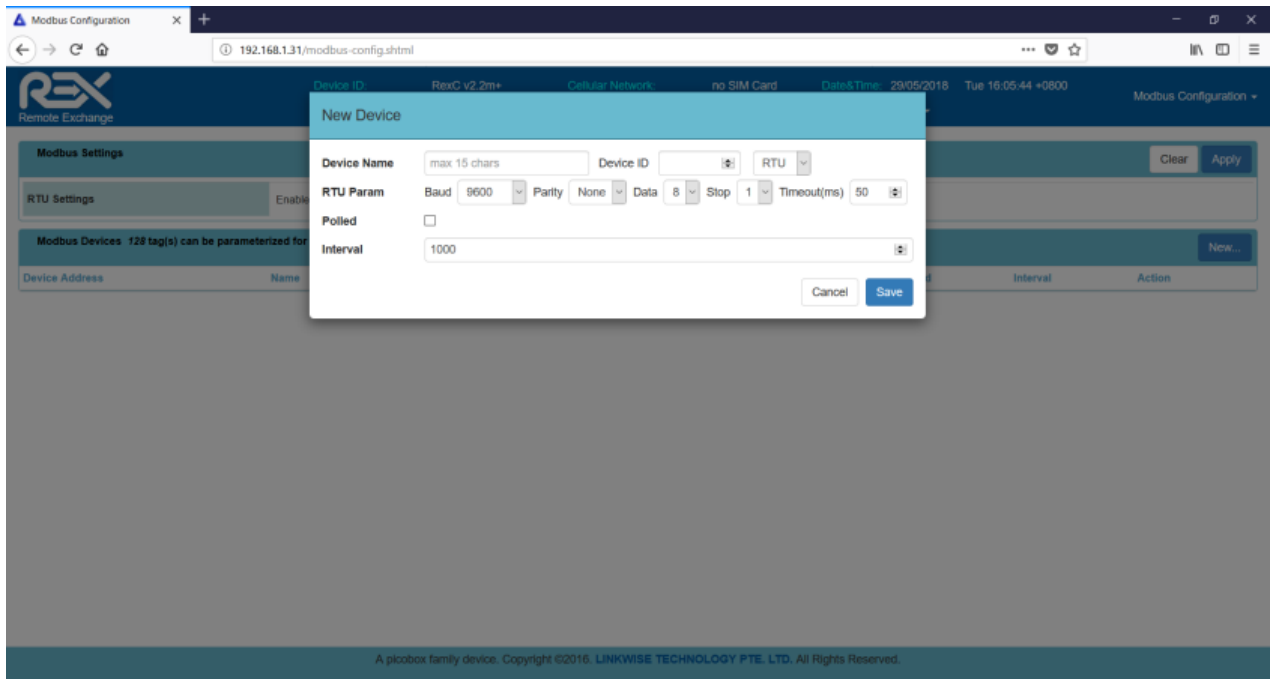 Modbus Configuration
192.168.1.31/modbus-config.shtml
REX
Remote Exchange
Device ID: RexC v2.2m+ Cellular Network: no SIM Card Date&Time: 29/05/2018 Tue 16:05:44 +0800
Modbus Configuration
New Device
Modbus Settings
Clear Apply
RTU Settings Enable
Modbus Devices 128 tag(s) can be parameterized for
New...
Device Address Name Interval Action
Device Name max 15 chars Device ID RTU
RTU Param Baud 9600 Parity None Data 8 Stop 1 Timeout(ms) 50
Polled
Interval 1000
Cancel Save
A picobox family device. Copyright ©2016. LINKWISE TECHNOLOGY PTE. LTD. All Rights Reserved.